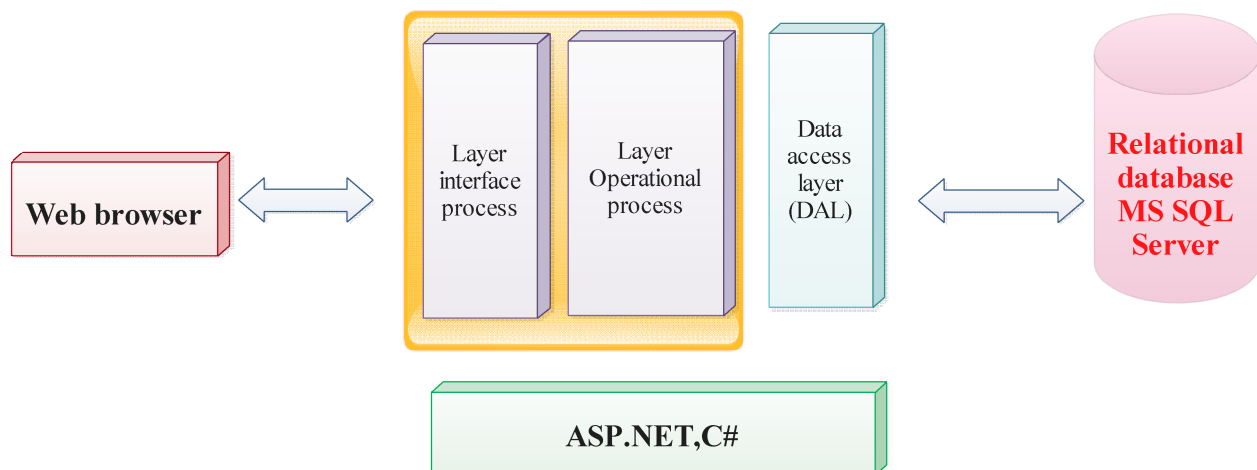 Web browser
Layer
interface
process
Layer
Operational
process
Data
access
layer
(DAL)
Relational
database
MS SQL
Server
ASP.NET,C#